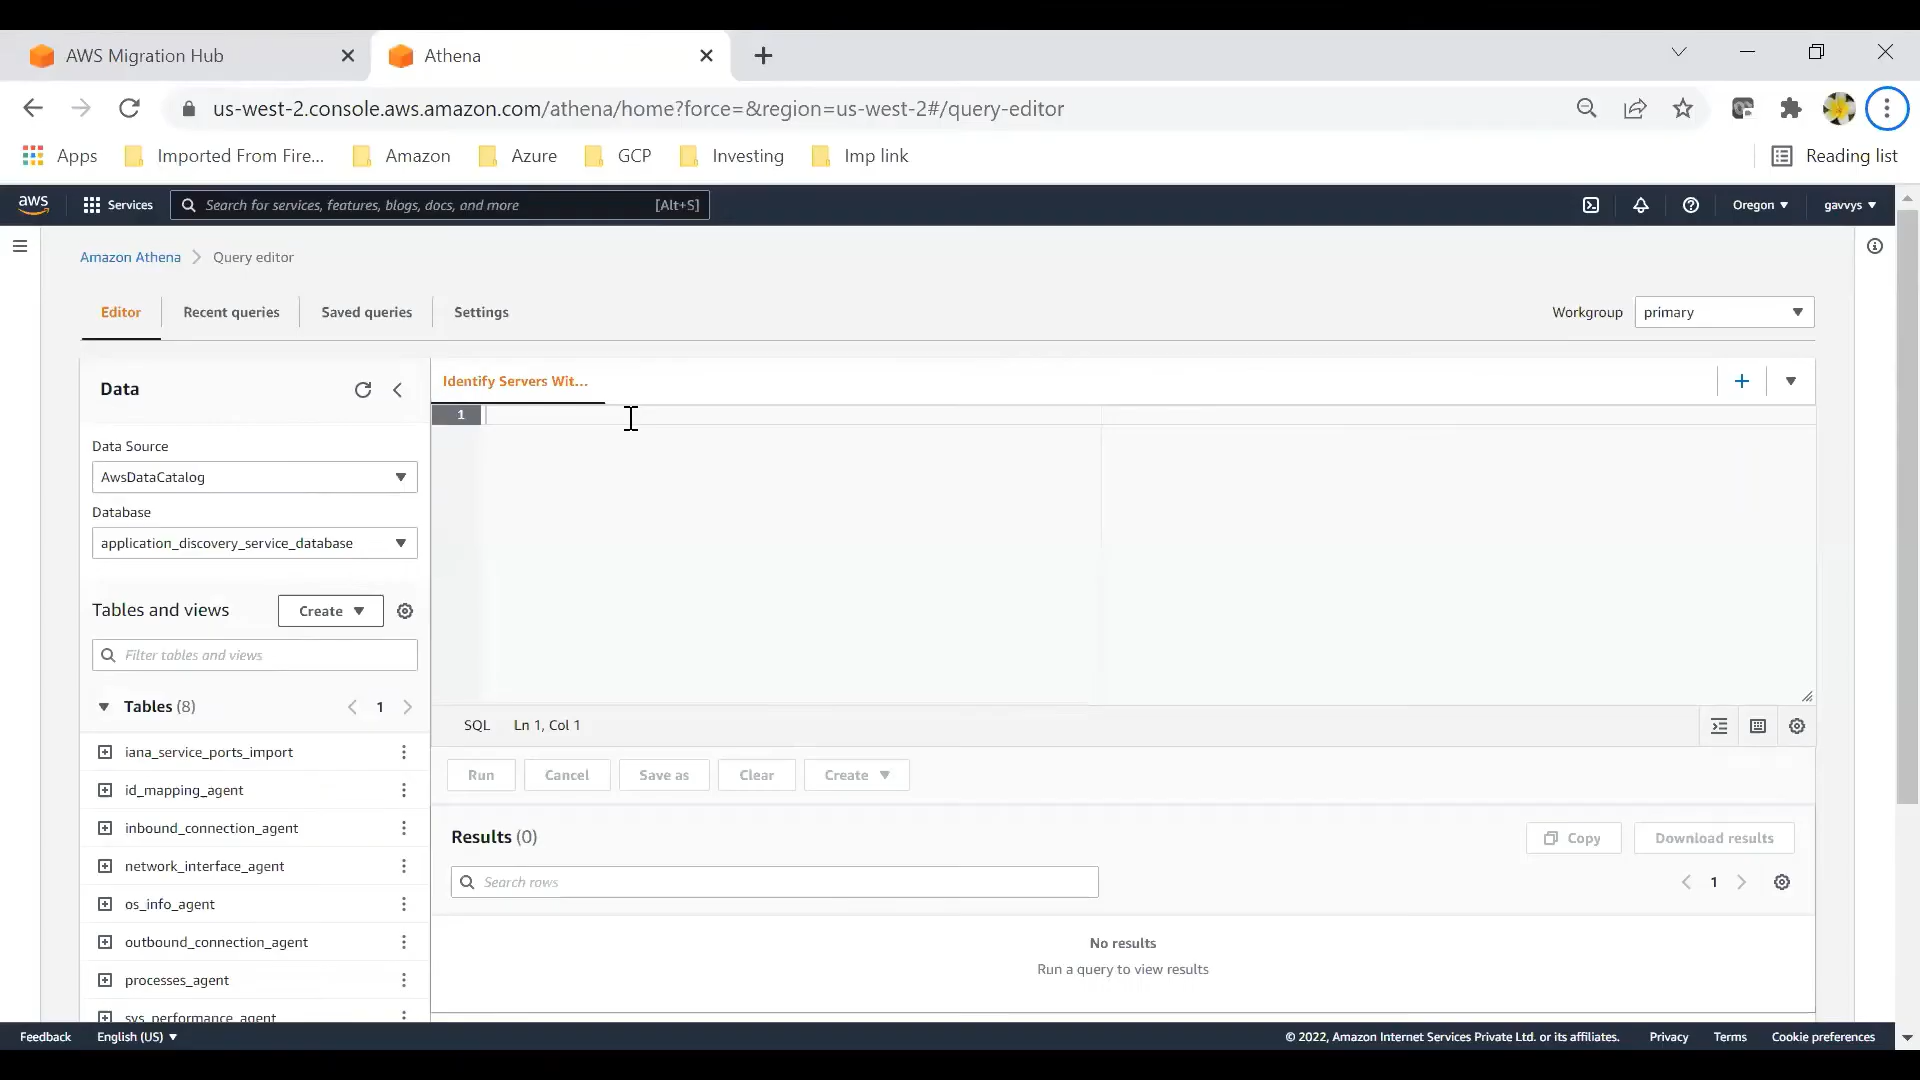 AWS Migration Hub
Athena
us-west-2.console.aws.amazon.com/athena/home?force=&region=us-west-2#/query-editor
Apps
Imported From Fire...
Amazon
Azure
GCP
Investing
Imp link
Reading list
aws
Services
Search for services, features, blogs, docs, and more
[Alt+S]
Oregon
gavvys
Amazon Athena
Query editor
Editor
Recent queries
Saved queries
Settings
Workgroup
primary
Data
Data Source
AwsDataCatalog
Database
application_discovery_service_database
Tables and views
Create
Filter tables and views
Tables (8)
1
iana_service_ports_import
id_mapping_agent
inbound_connection_agent
network_interface_agent
os_info_agent
outbound_connection_agent
processes_agent
sys_performance_agent
Identify Servers Wit...
1
SQL
Ln 1, Col 1
Run
Cancel
Save as
Clear
Create
Results (0)
Copy
Download results
Search rows
1
No results
Run a query to view results
Feedback
English (US)
© 2022, Amazon Internet Services Private Ltd. or its affiliates.
Privacy
Terms
Cookie preferences